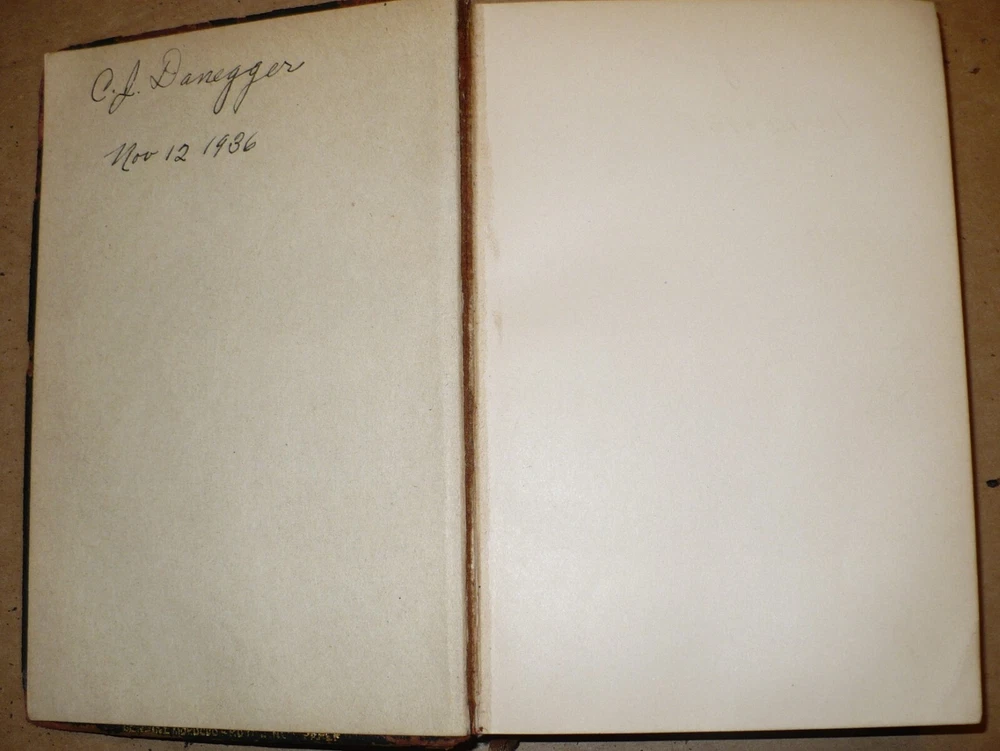 C. J. Danegger
Nov 12 1936